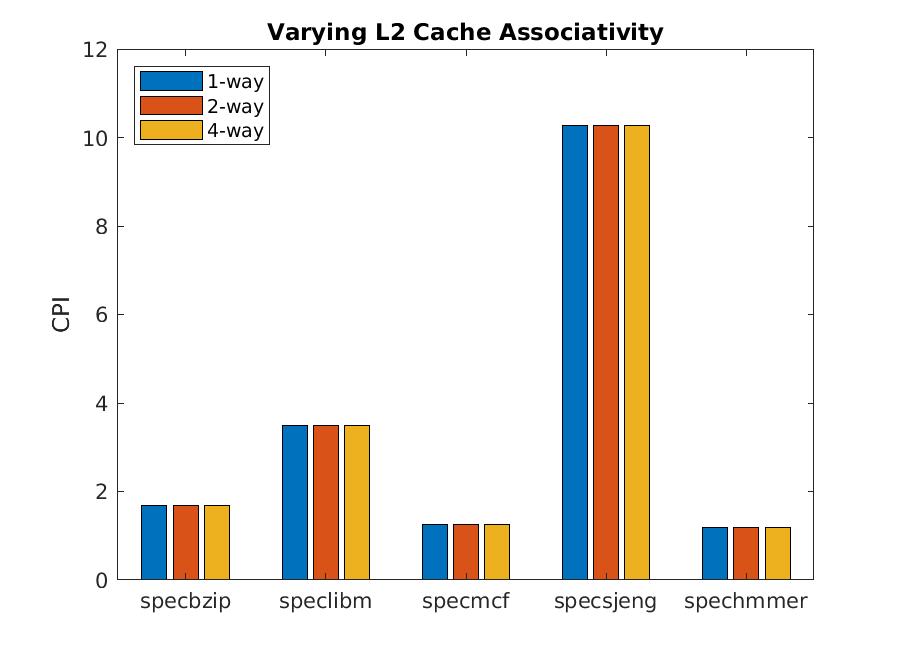 Varying L2 Cache Associativity
12
10
8
6
4
2
0
CPI
1-way
2-way
4-way
specbzip
speclibm
specmcf
specsjeng
spechmmer